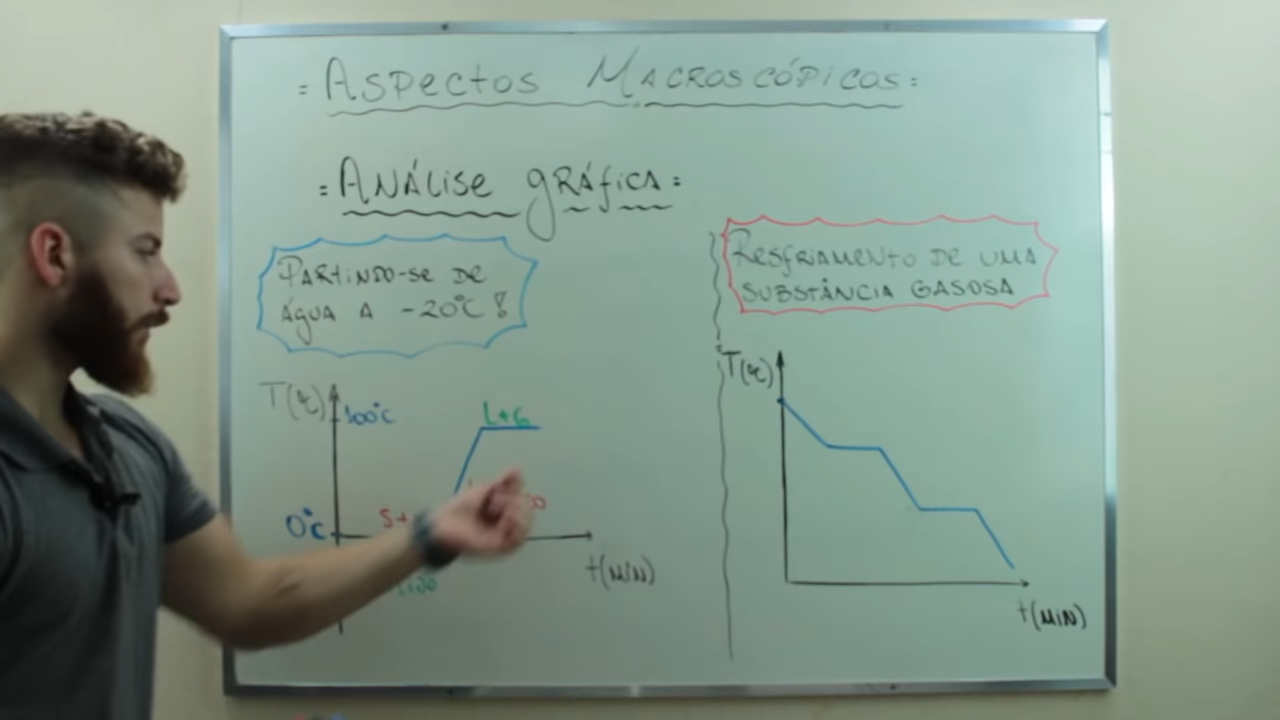 = Aspectos Macroscópicos =
= Análise gráfica =
Partindo-se de
água a -20°C!
Resfriamento de uma
substância gasosa
T(°C)
100°C
L+G
0°C
S+
t(min)
T(°C)
t(min)